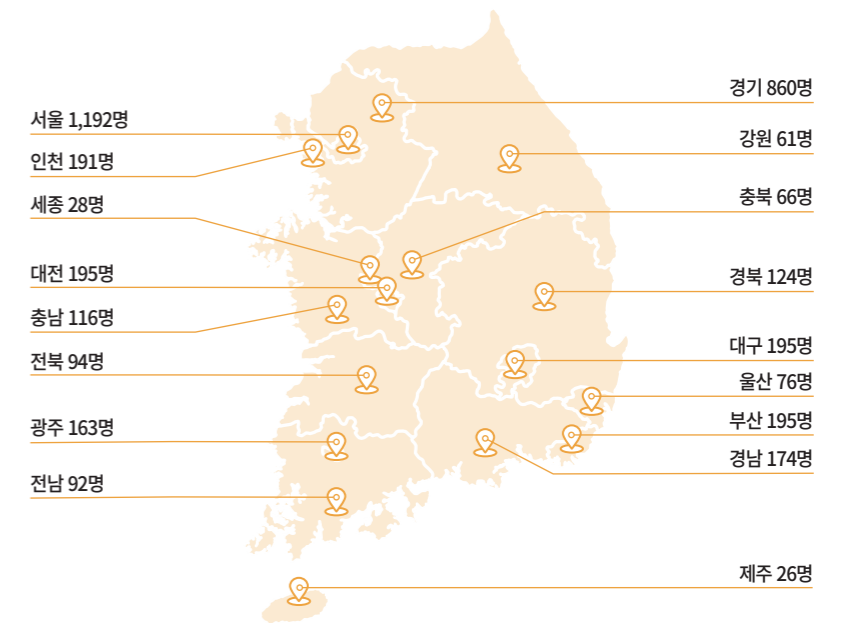 서울 1,192명
인천 191명
세종 28명
대전 195명
충남 116명
전북 94명
광주 163명
전남 92명
경기 860명
강원 61명
충북 66명
경북 124명
대구 195명
울산 76명
부산 195명
경남 174명
제주 26명